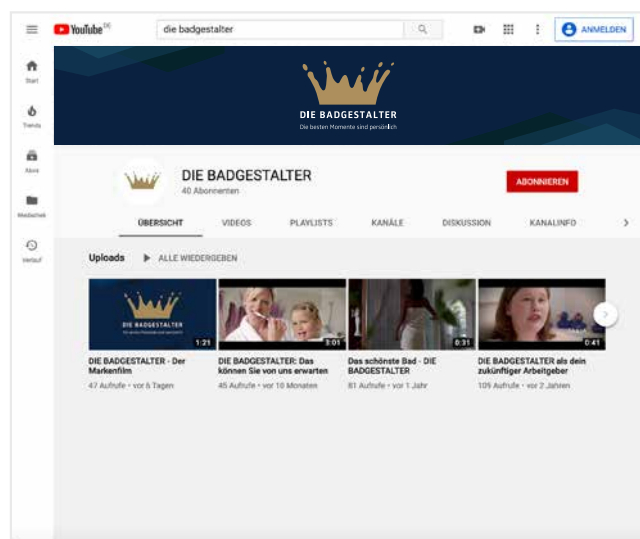 YouTube DE
die badgestalter
ANMELDEN
Start
Trends
Abos
Mediathek
Verlauf
DIE BADGESTALTER
Die besten Momente sind persönlich
DIE BADGESTALTER
40 Abonnenten
ABONNIEREN
ÜBERSICHT VIDEOS PLAYLISTS KANÄLE DISKUSSION KANALINFO
Uploads ALLE WIEDERGEBEN
DIE BADGESTALTER
1:21 3:01 0:31 0:41
DIE BADGESTALTER - Der
Markenfilm
47 Aufrufe • vor 6 Tagen
DIE BADGESTALTER: Das
können Sie von uns erwarten
45 Aufrufe • vor 10 Monaten
Das schönste Bad - DIE
BADGESTALTER
81 Aufrufe • vor 1 Jahr
DIE BADGESTALTER als dein
zukünftiger Arbeitgeber
109 Aufrufe • vor 2 Jahren